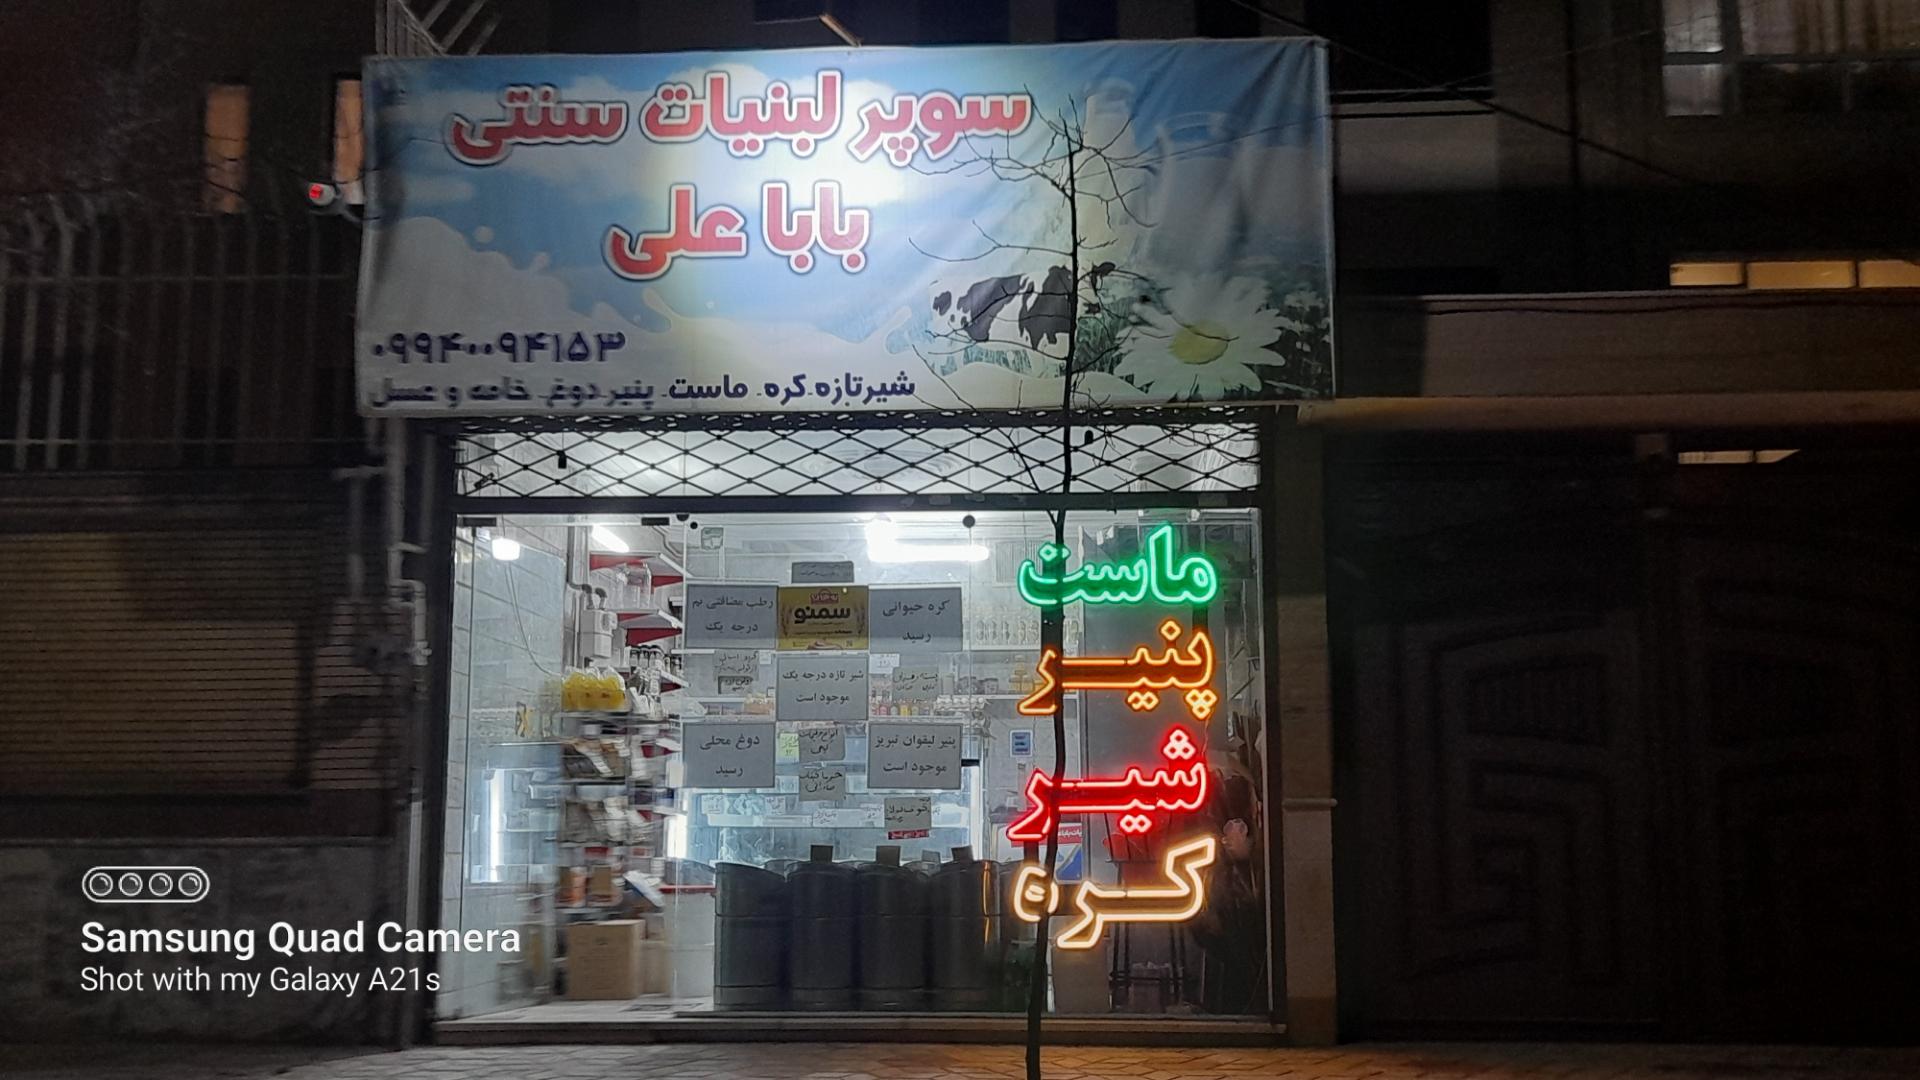 سوپر لبنیات سنتی
بابا علی
۰۹۹۴۰۰۹۴۱۵۳
شیرتازه.کره. ماست. پنیر.دوغ. خامه و عسل
ماست
پنیر
شیر
کره
رطب مضافتی بم
درجه یک
سمنو
کره حیوانی
رسید
شیر تازه درجه یک
موجود است
دوغ محلی
رسید
پنیر لیقوان تبریز
موجود است
Samsung Quad Camera
Shot with my Galaxy A21s